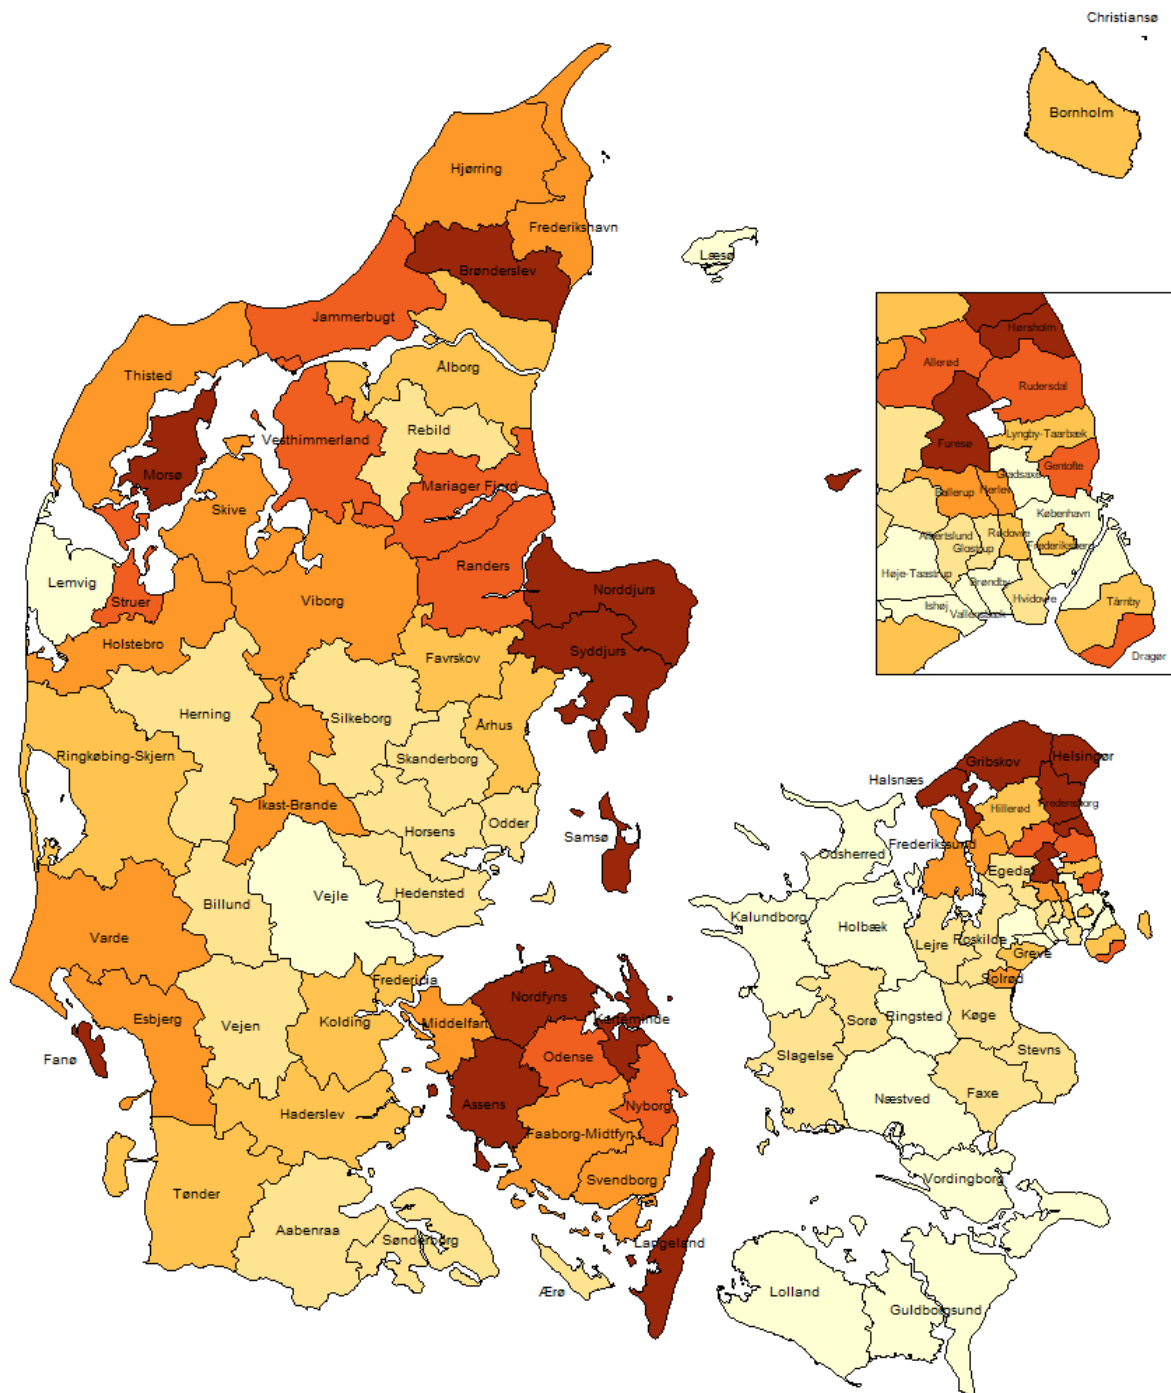 Christiansø
Bornholm
Hjørring
Frederikshavn
Læsø
Brønderslev
Jammerbugt
Hørsholm
Allerød
Thisted
Ålborg
Rudersdal
Rebild
Vesthimmerland
Lyngby-Taarbæk
Furesø
Gentofte
Morsø
Gladsaxe
Mariager Fjord
Ballerup
Herlev
Skive
København
Albertslund
Rødovre
Frederiksberg
Glostrup
Randers
Høje-Taastrup
Lemvig
Brøndby
Norddjurs
Viborg
Hvidovre
Struer
Ishøj
Tårnby
Vallensbæk
Holstebro
Syddjurs
Favrskov
Dragør
Herning
Silkeborg
Århus
Ringkøbing-Skjern
Skanderborg
Helsingør
Gribskov
Halsnæs
Ikast-Brande
Hillerød
Fredensborg
Horsens
Odder
Samsø
Frederikssund
Odsherred
Egedal
Hedensted
Vejle
Billund
Kalundborg
Holbæk
Varde
Lejre
Roskilde
Greve
Fredericia
Solrød
Nordfyns
Esbjerg
Vejen
Kolding
Middelfart
Kerteminde
Sorø
Ringsted
Køge
Fanø
Odense
Slagelse
Stevns
Haderslev
Assens
Nyborg
Næstved
Faxe
Faaborg-Midtfyn
Svendborg
Vordingborg
Tønder
Aabenraa
Sønderborg
Langeland
Ærø
Lolland
Guldborgsund